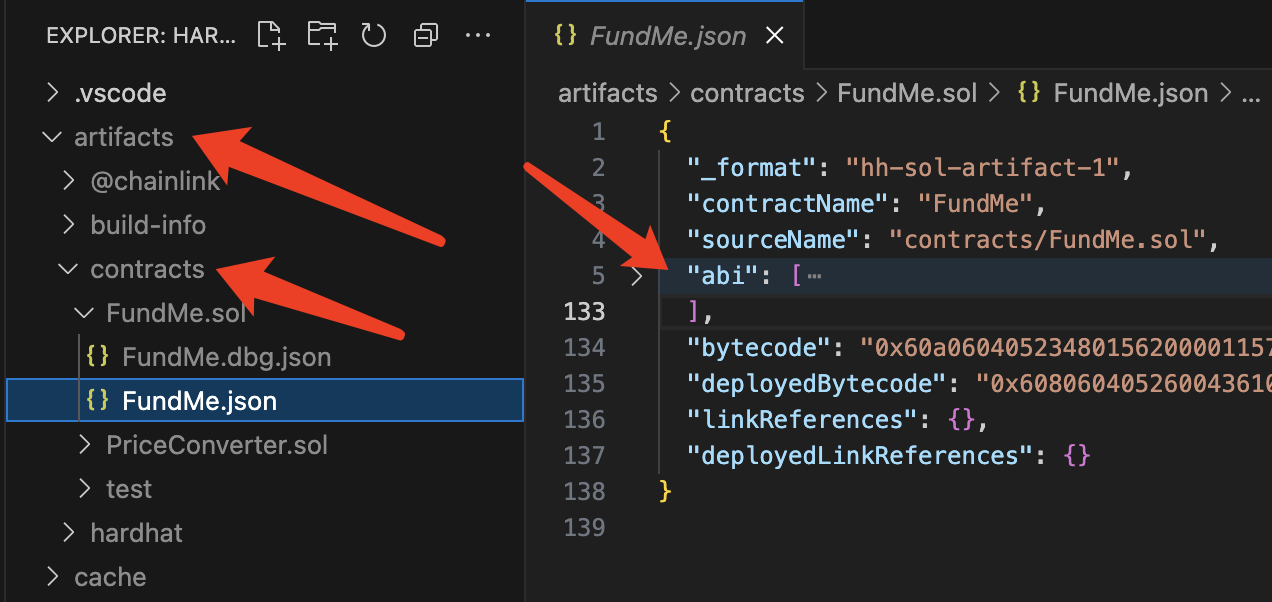 EXPLORER: HAR...
.vscode
artifacts
@chainlink
build-info
contracts
FundMe.sol
{} FundMe.dbg.json
{} FundMe.json
PriceConverter.sol
test
hardhat
cache
{} FundMe.json
artifacts > contracts > FundMe.sol > {} FundMe.json > ...
1 {
2 "_format": "hh-sol-artifact-1",
3 "contractName": "FundMe",
4 "sourceName": "contracts/FundMe.sol",
5 "abi": [ ...
133 ],
134 "bytecode": "0x60a06040523480156200001157
135 "deployedBytecode": "0x608060405260043610
136 "linkReferences": {},
137 "deployedLinkReferences": {}
138 }
139